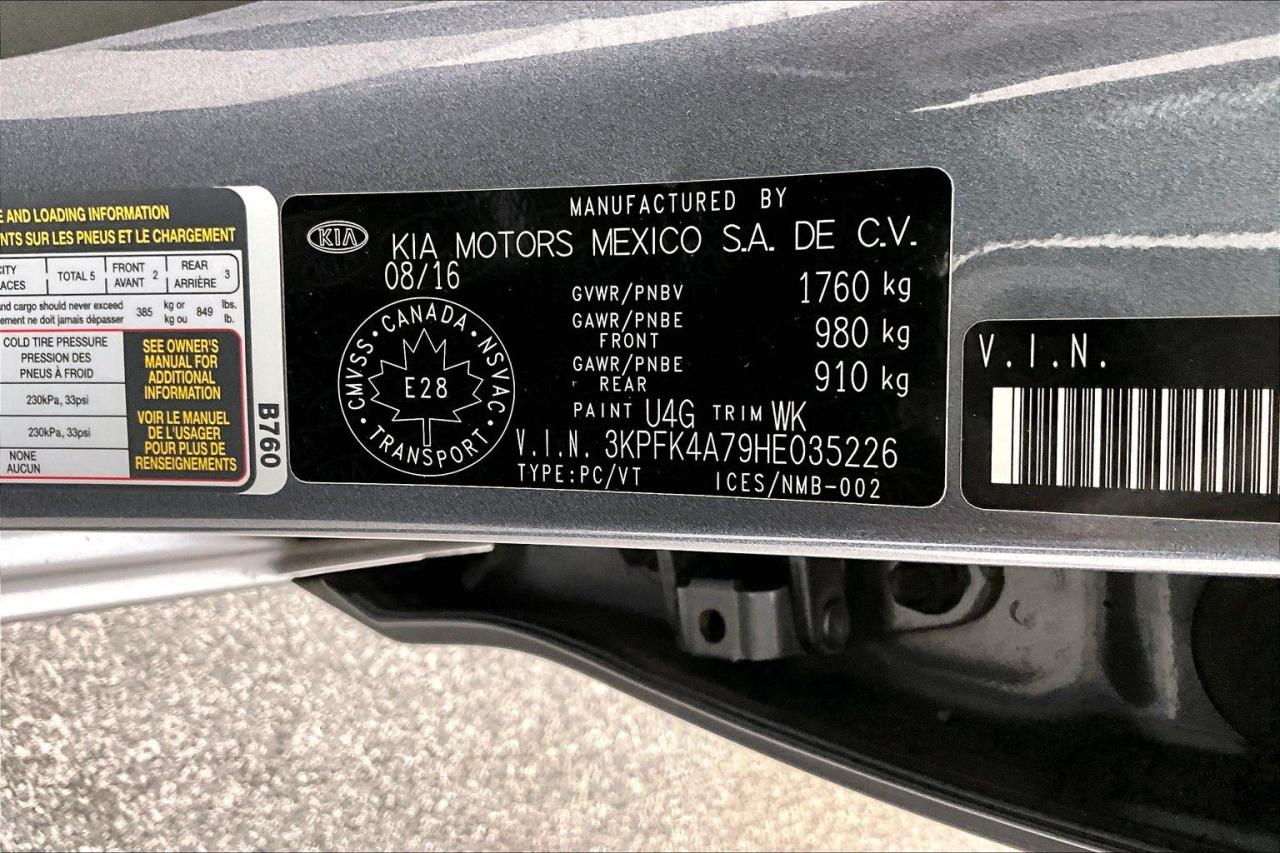 E AND LOADING INFORMATION
NTS SUR LES PNEUS ET LE CHARGEMENT
CITY
ACES
TOTAL 5
FRONT
AVANT 2
REAR
ARRIÈRE 3
nd cargo should never exceed
ement ne doit jamais dépasser
385
kg or
kg ou
849
lbs.
lb.
COLD TIRE PRESSURE
PRESSION DES
PNEUS À FROID
230kPa, 33psi
230kPa, 33psi
NONE
AUCUN
SEE OWNER'S
MANUAL FOR
ADDITIONAL
INFORMATION
VOIR LE MANUEL
DE L'USAGER
POUR PLUS DE
RENSEIGNEMENTS
B760
MANUFACTURED BY
KIA
KIA MOTORS MEXICO S.A. DE C.V.
08/16
GVWR/PNBV 1760 kg
GAWR/PNBE
FRONT 980 kg
GAWR/PNBE
REAR 910 kg
CANADA • NSVAC • TRANSPORT • CMVSS •
E28
PAINT U4G TRIM WK
V.I.N. 3KPFK4A79HE035226
TYPE:PC/VT ICES/NMB-002
V.I.N.